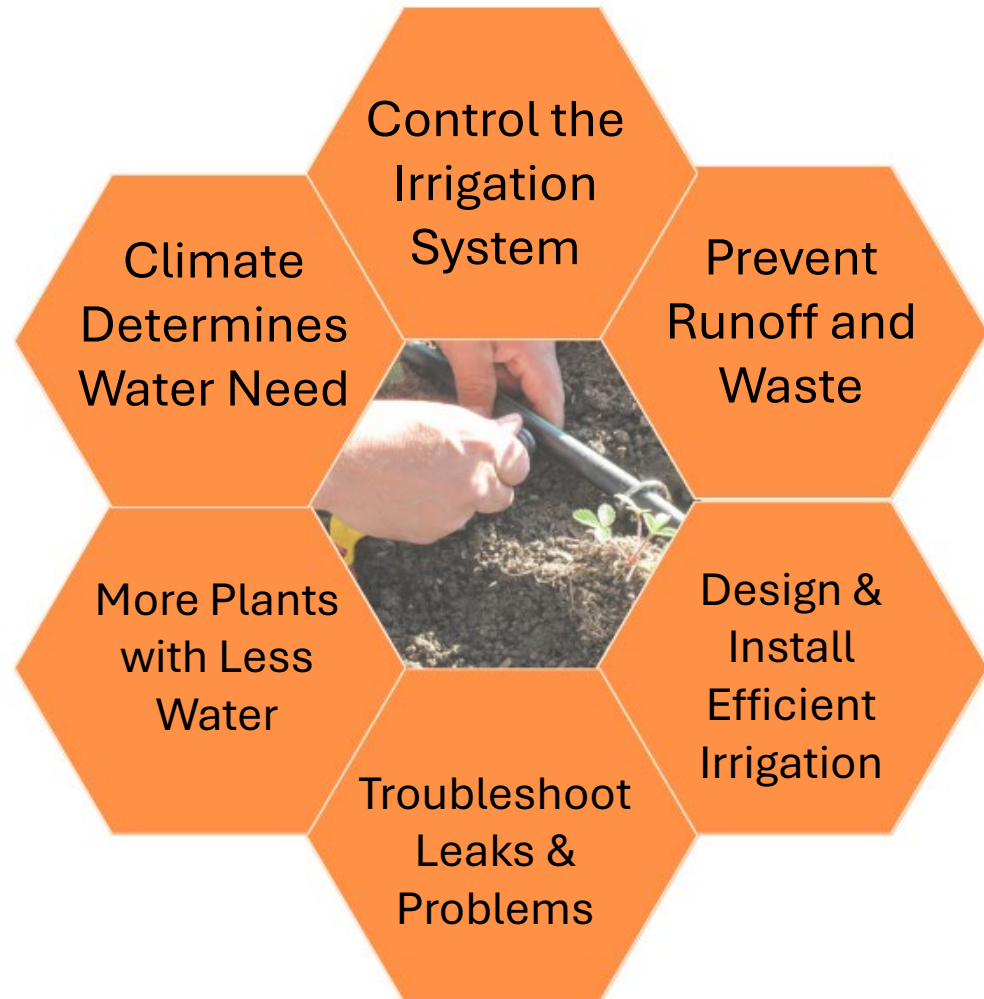 Control the
Irrigation
System
Prevent
Runoff and
Waste
Design &
Install
Efficient
Irrigation
Troubleshoot
Leaks &
Problems
More Plants
with Less
Water
Climate
Determines
Water Need